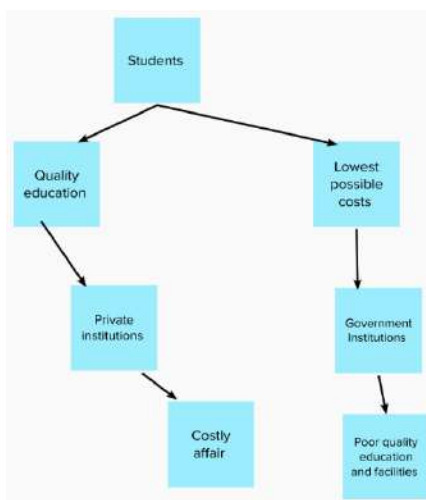 Students
Quality
education
Lowest
possible
costs
Private
institutions
Government
Institutions
Costly
affair
Poor quality
education
and facilities